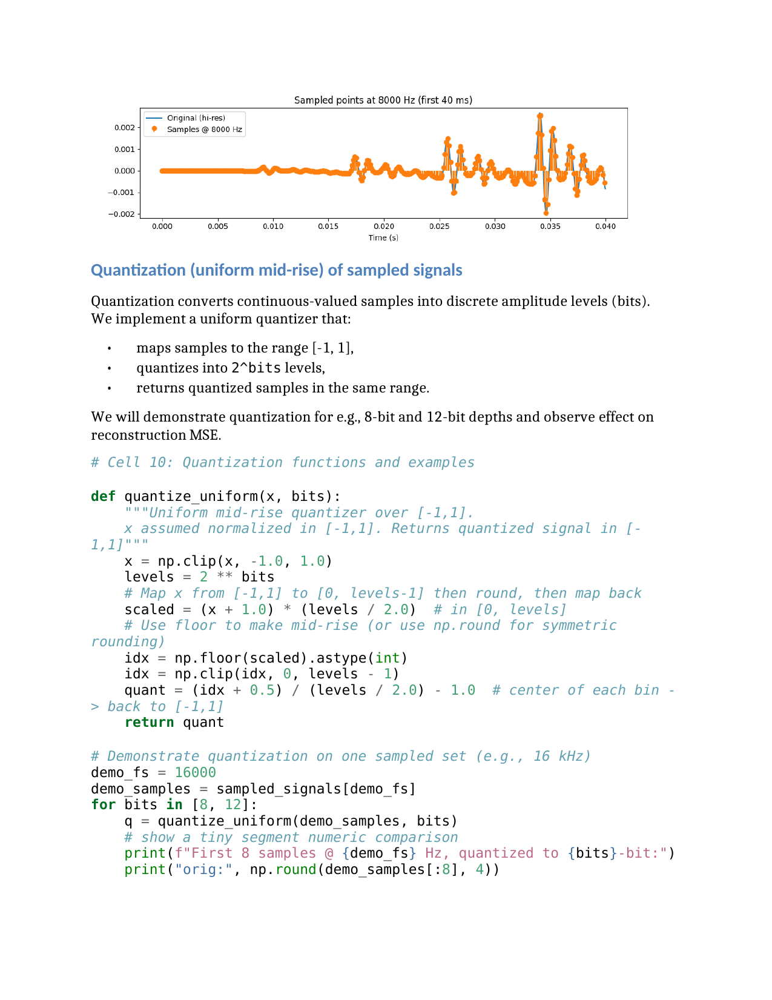 Sampled points at 8000 Hz (first 40 ms)
Original (hi-res)
Samples @ 8000 Hz
0.002
0.001
0.000
−0.001
−0.002
0.000 0.005 0.010 0.015 0.020 0.025 0.030 0.035 0.040
Time (s)
Quantization (uniform mid-rise) of sampled signals
Quantization converts continuous-valued samples into discrete amplitude levels (bits).
We implement a uniform quantizer that:
• maps samples to the range [-1, 1],
• quantizes into 2^bits levels,
• returns quantized samples in the same range.
We will demonstrate quantization for e.g., 8-bit and 12-bit depths and observe effect on
reconstruction MSE.
# Cell 10: Quantization functions and examples
def quantize_uniform(x, bits):
    """Uniform mid-rise quantizer over [-1,1].
    x assumed normalized in [-1,1]. Returns quantized signal in [-
1,1]"""
    x = np.clip(x, -1.0, 1.0)
    levels = 2 ** bits
    # Map x from [-1,1] to [0, levels-1] then round, then map back
    scaled = (x + 1.0) * (levels / 2.0)  # in [0, levels]
    # Use floor to make mid-rise (or use np.round for symmetric
rounding)
    idx = np.floor(scaled).astype(int)
    idx = np.clip(idx, 0, levels - 1)
    quant = (idx + 0.5) / (levels / 2.0) - 1.0  # center of each bin -
> back to [-1,1]
    return quant
# Demonstrate quantization on one sampled set (e.g., 16 kHz)
demo_fs = 16000
demo_samples = sampled_signals[demo_fs]
for bits in [8, 12]:
    q = quantize_uniform(demo_samples, bits)
    # show a tiny segment numeric comparison
    print(f"First 8 samples @ {demo_fs} Hz, quantized to {bits}-bit:")
    print("orig:", np.round(demo_samples[:8], 4))